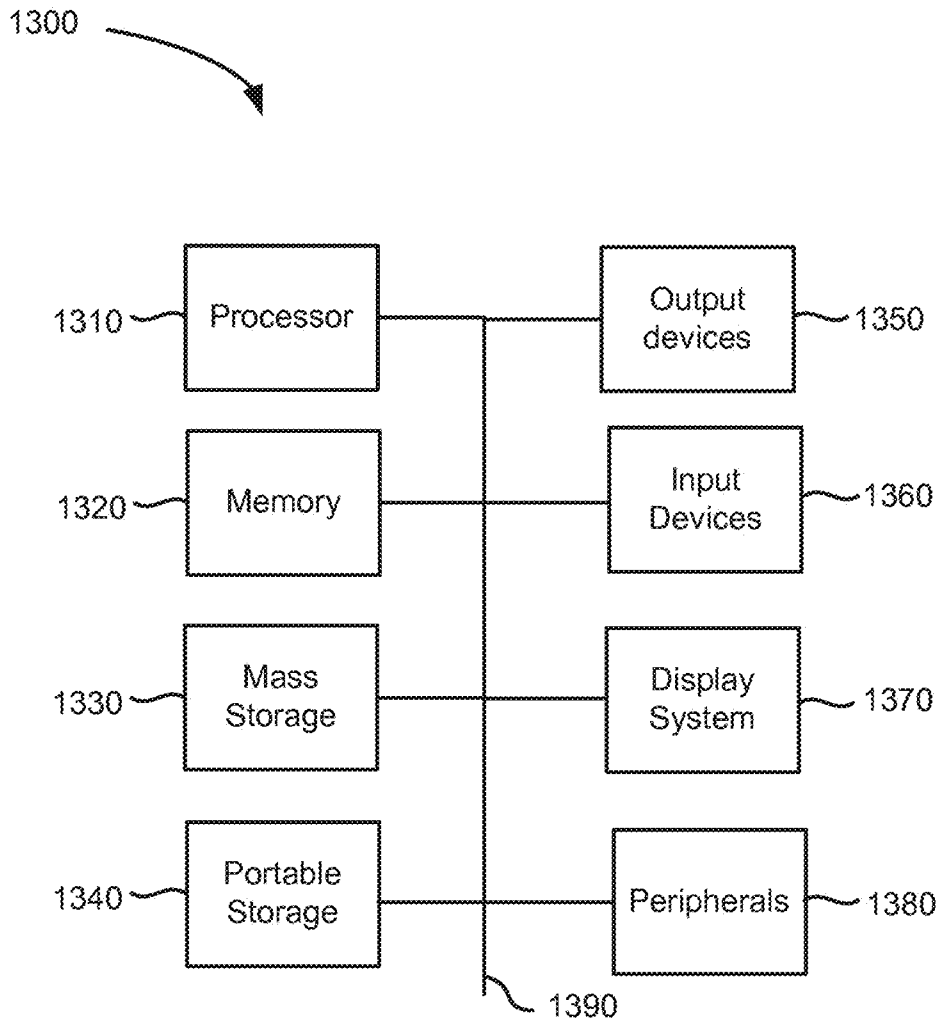 1300
1310
Processor
Output
devices
1350
1320
Memory
Input
Devices
1360
1330
Mass
Storage
Display
System
1370
1340
Portable
Storage
Peripherals
1380
1390